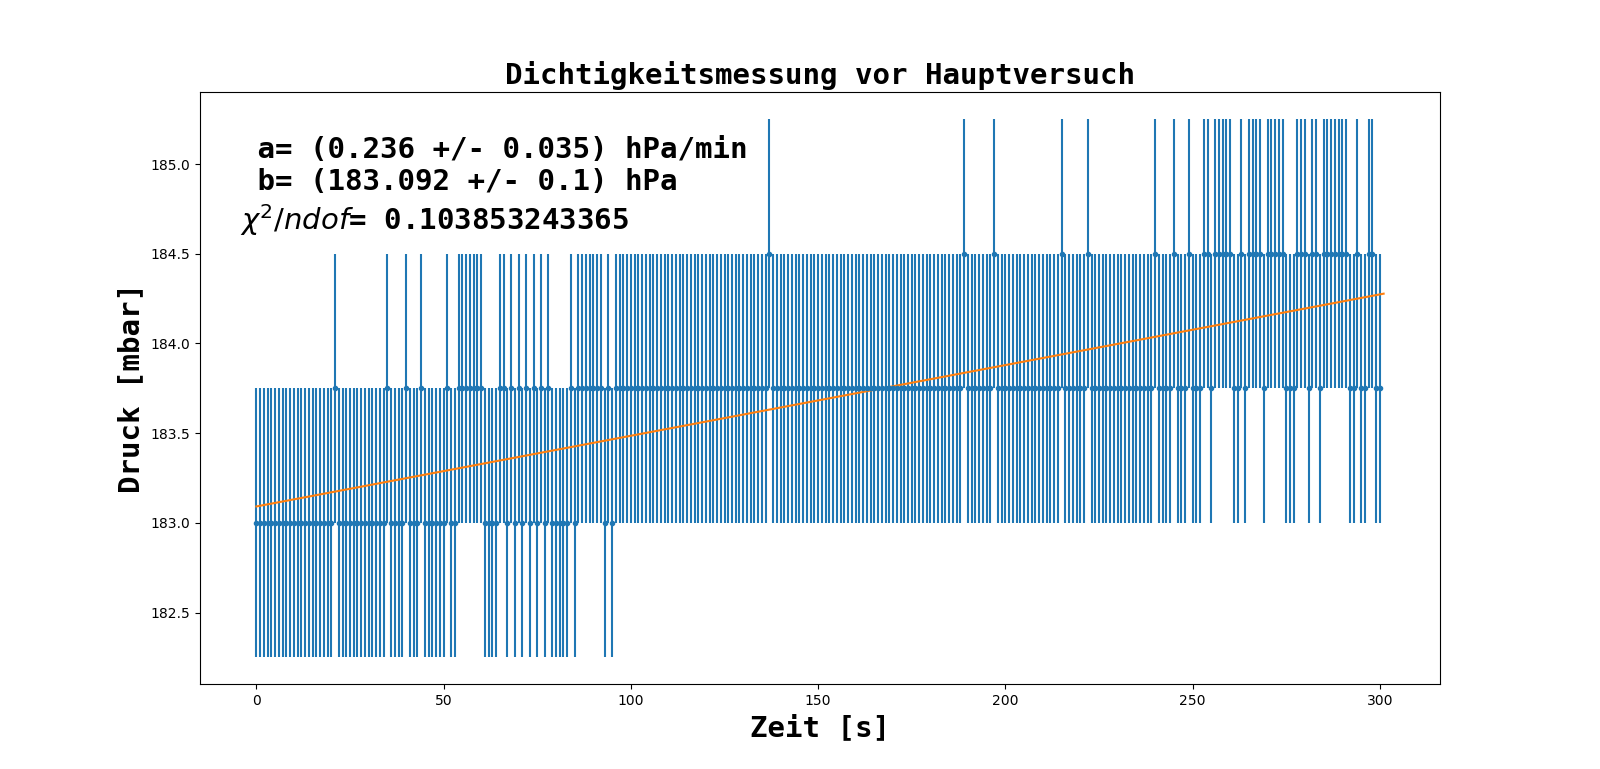 Dichtigkeitsmessung vor Hauptversuch
a= (0.236 +/- 0.035) hPa/min
b= (183.092 +/- 0.1) hPa
χ²/ndof= 0.103853243365
Druck [mbar]
185.0
184.5
184.0
183.5
183.0
182.5
0 50 100 150 200 250 300
Zeit [s]